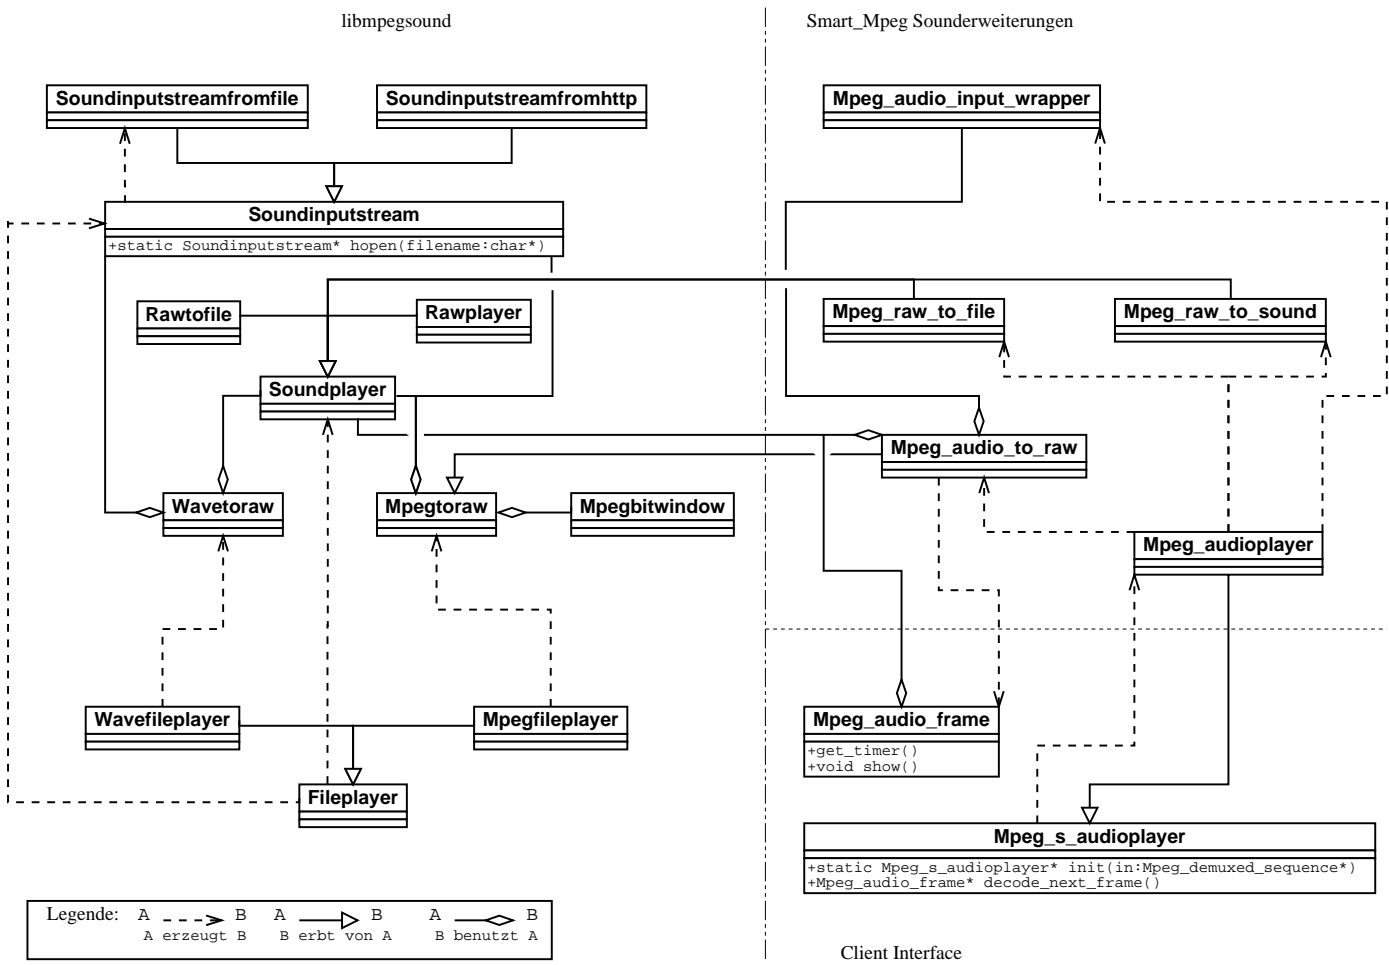 libmpegsound
Smart_Mpeg Sounderweiterungen
Soundinputstreamfromfile
Soundinputstreamfromhttp
Mpeg_audio_input_wrapper
Soundinputstream
+static Soundinputstream* hopen(filename:char*)
Rawtofile
Rawplayer
Mpeg_raw_to_file
Mpeg_raw_to_sound
Soundplayer
Mpeg_audio_to_raw
Wavetoraw
Mpegtoraw
Mpegbitwindow
Mpeg_audioplayer
Wavefileplayer
Mpegfileplayer
Mpeg_audio_frame
+get_timer()
+void show()
Fileplayer
Mpeg_s_audioplayer
+static Mpeg_s_audioplayer* init(in:Mpeg_demuxed_sequence*)
+Mpeg_audio_frame* decode_next_frame()
Legende: A B A B A B
A erzeugt B B erbt von A B benutzt A
Client Interface